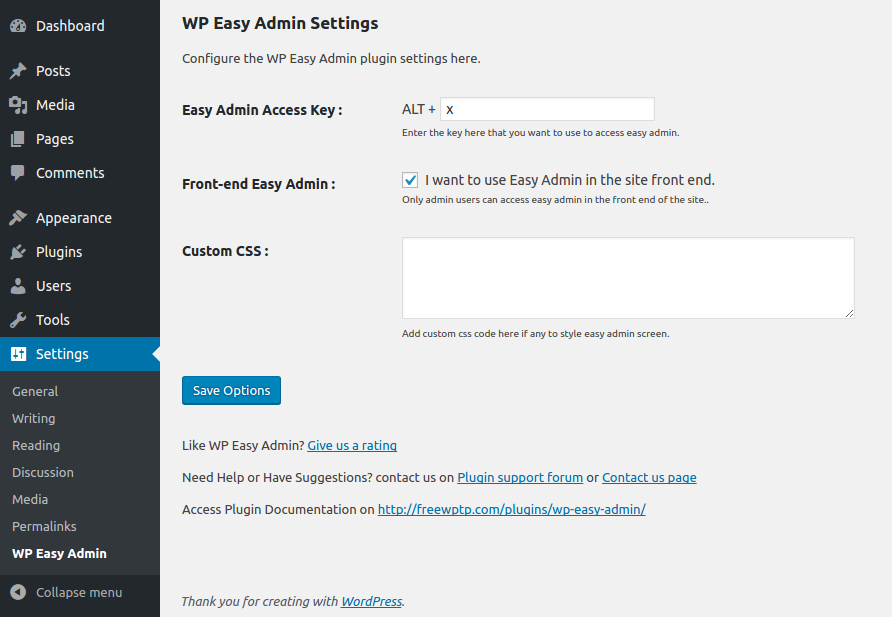 Dashboard
Posts
Media
Pages
Comments
Appearance
Plugins
Users
Tools
Settings
General
Writing
Reading
Discussion
Media
Permalinks
WP Easy Admin
Collapse menu
WP Easy Admin Settings
Configure the WP Easy Admin plugin settings here.
Easy Admin Access Key : ALT + x
Enter the key here that you want to use to access easy admin.
Front-end Easy Admin : I want to use Easy Admin in the site front end.
Only admin users can access easy admin in the front end of the site..
Custom CSS :
Add custom css code here if any to style easy admin screen.
Save Options
Like WP Easy Admin? Give us a rating
Need Help or Have Suggestions? contact us on Plugin support forum or Contact us page
Access Plugin Documentation on http://freewptp.com/plugins/wp-easy-admin/
Thank you for creating with WordPress.